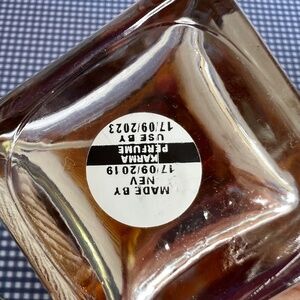 MADE BY
NEV
17/09/2019
KARMA
PERFUME
USE BY
17/09/2023